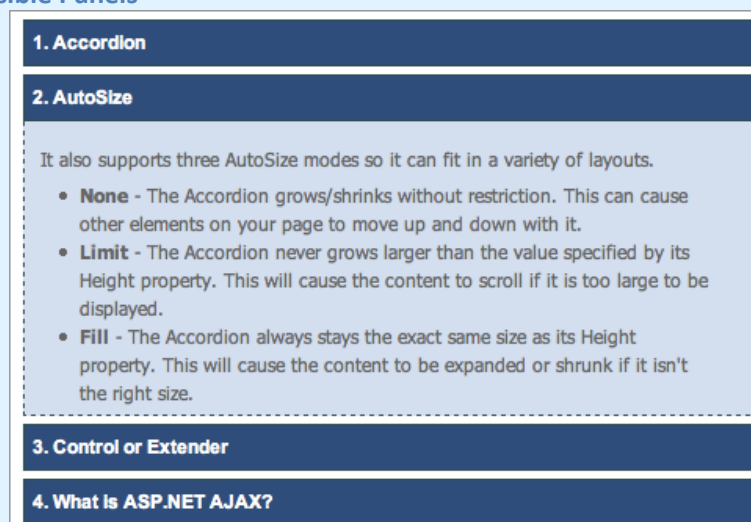 Panels
1. Accordion
2. AutoSize
It also supports three AutoSize modes so it can fit in a variety of layouts.
• None - The Accordion grows/shrinks without restriction. This can cause
other elements on your page to move up and down with it.
• Limit - The Accordion never grows larger than the value specified by its
Height property. This will cause the content to scroll if it is too large to be
displayed.
• Fill - The Accordion always stays the exact same size as its Height
property. This will cause the content to be expanded or shrunk if it isn't
the right size.
3. Control or Extender
4. What is ASP.NET AJAX?